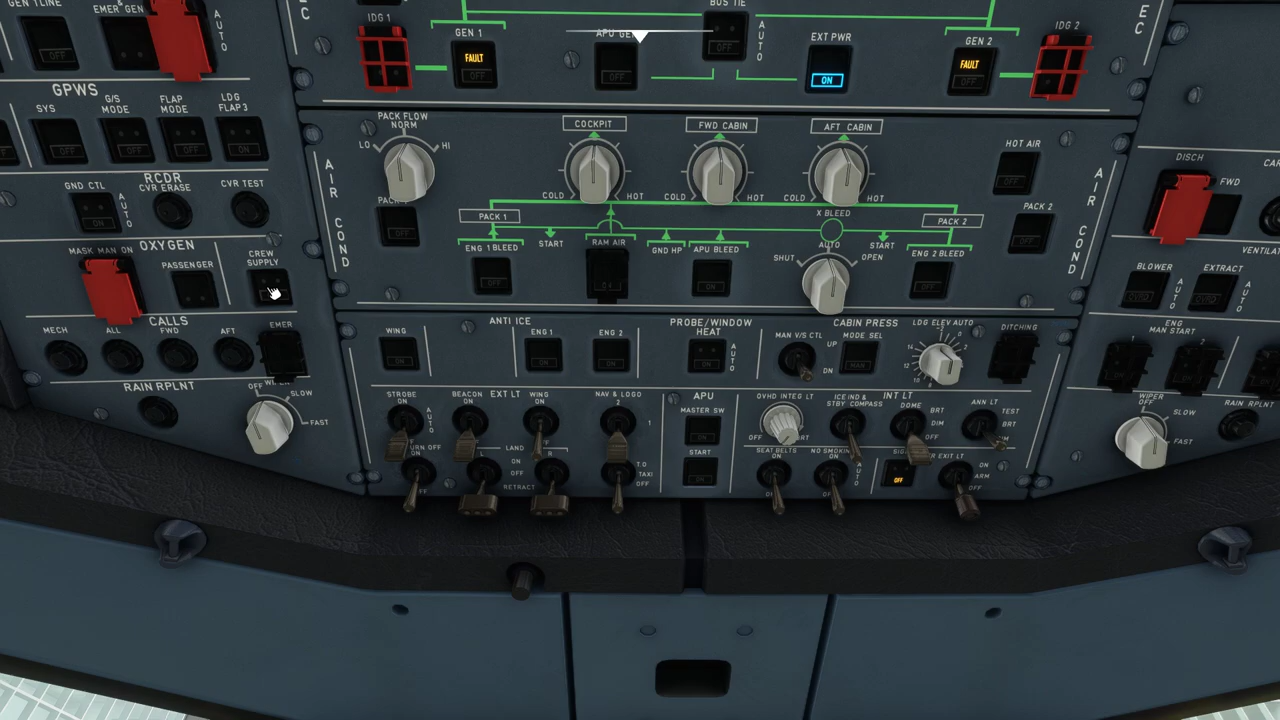 GEN 1 LINE
EMER GEN
AUTO
GPWS
SYS
OFF
G/S MODE
OFF
FLAP MODE
OFF
LDG FLAP 3
ON
RCDR
GND CTL
ON
AUTO
CVR ERASE
CVR TEST
OXYGEN
MASK MAN ON
PASSENGER
CREW SUPPLY
CALLS
MECH
ALL
FWD
AFT
EMER
RAIN RPLNT
WIPER
OFF
SLOW
FAST
IDG 1
GEN 1
FAULT
OFF
APU GEN
OFF
BUS TIE
OFF
AUTO
EXT PWR
ON
GEN 2
FAULT
OFF
IDG 2
EC
AIR COND
PACK FLOW
NORM
LO
HI
COCKPIT
FWD CABIN
AFT CABIN
HOT AIR
OFF
COLD
HOT
COLD
HOT
COLD
HOT
OFF
PACK 1
X BLEED
PACK 2
PACK 2
OFF
ENG 1 BLEED
OFF
START
RAM AIR
GND HP
APU BLEED
ON
AUTO
SHUT
OPEN
START
ENG 2 BLEED
OFF
AIR COND
ANTI ICE
WING
ON
ENG 1
ON
ENG 2
ON
PROBE/WINDOW HEAT
ON
AUTO
CABIN PRESS
MAN V/S CTL
UP
DN
MODE SEL
MAN
LDG ELEV AUTO
DITCHING
EXT LT
STROBE
ON
AUTO
BEACON
ON
WING
ON
NAV & LOGO
2
1
LAND
ON
OFF
RETRACT
T.O
TAXI
OFF
APU
MASTER SW
ON
START
ON
INT LT
OVHD INTEG LT
OFF
BRT
ICE IND & STBY COMPASS
DOME
BRT
DIM
OFF
ANN LT
TEST
BRT
SEAT BELTS
ON
NO SMOKING
AUTO
EXIT LT
OFF
ON
ARM
OFF
DISCH
FWD
BLOWER
OVRD
AUTO
EXTRACT
OVRD
AUTO
ENG
MAN START
1
2
WIPER
OFF
SLOW
FAST
RAIN RPLNT